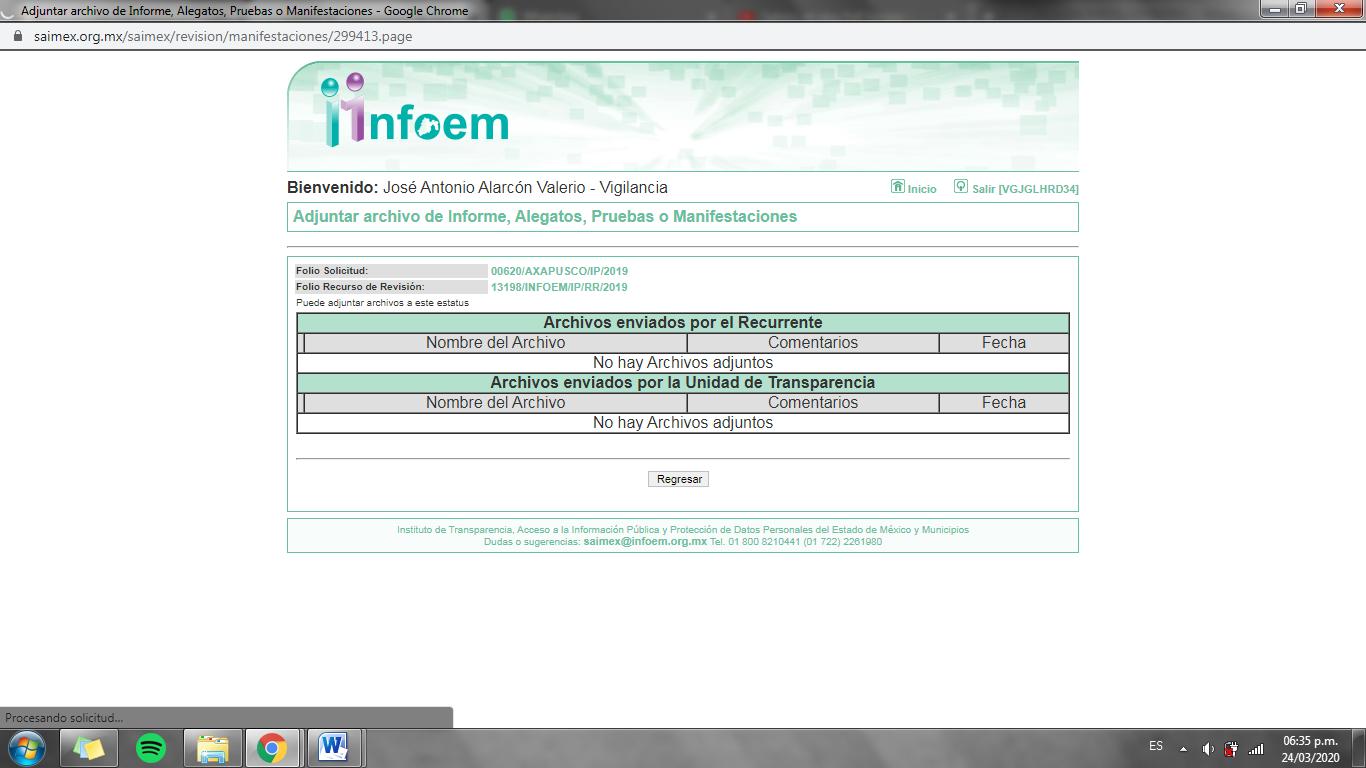 Adjuntar archivo de Informe, Alegatos, Pruebas o Manifestaciones - Google Chrome
saimex.org.mx/saimex/revision/manifestaciones/299413.page
infoem
Bienvenido: José Antonio Alarcón Valerio - Vigilancia
Inicio Salir [VGJGLHRD34]
Adjuntar archivo de Informe, Alegatos, Pruebas o Manifestaciones
Folio Solicitud: 00620/AXAPUSCO/IP/2019
Folio Recurso de Revisión: 13198/INFOEM/IP/RR/2019
Puede adjuntar archivos a este estatus
Archivos enviados por el Recurrente
Nombre del Archivo Comentarios Fecha
No hay Archivos adjuntos
Archivos enviados por la Unidad de Transparencia
Nombre del Archivo Comentarios Fecha
No hay Archivos adjuntos
Regresar
Instituto de Transparencia, Acceso a la Información Pública y Protección de Datos Personales del Estado de México y Municipios
Dudas o sugerencias: saimex@infoem.org.mx Tel. 01 800 8210441 (01 722) 2261980
Procesando solicitud...
ES
06:35 p.m.
24/03/2020